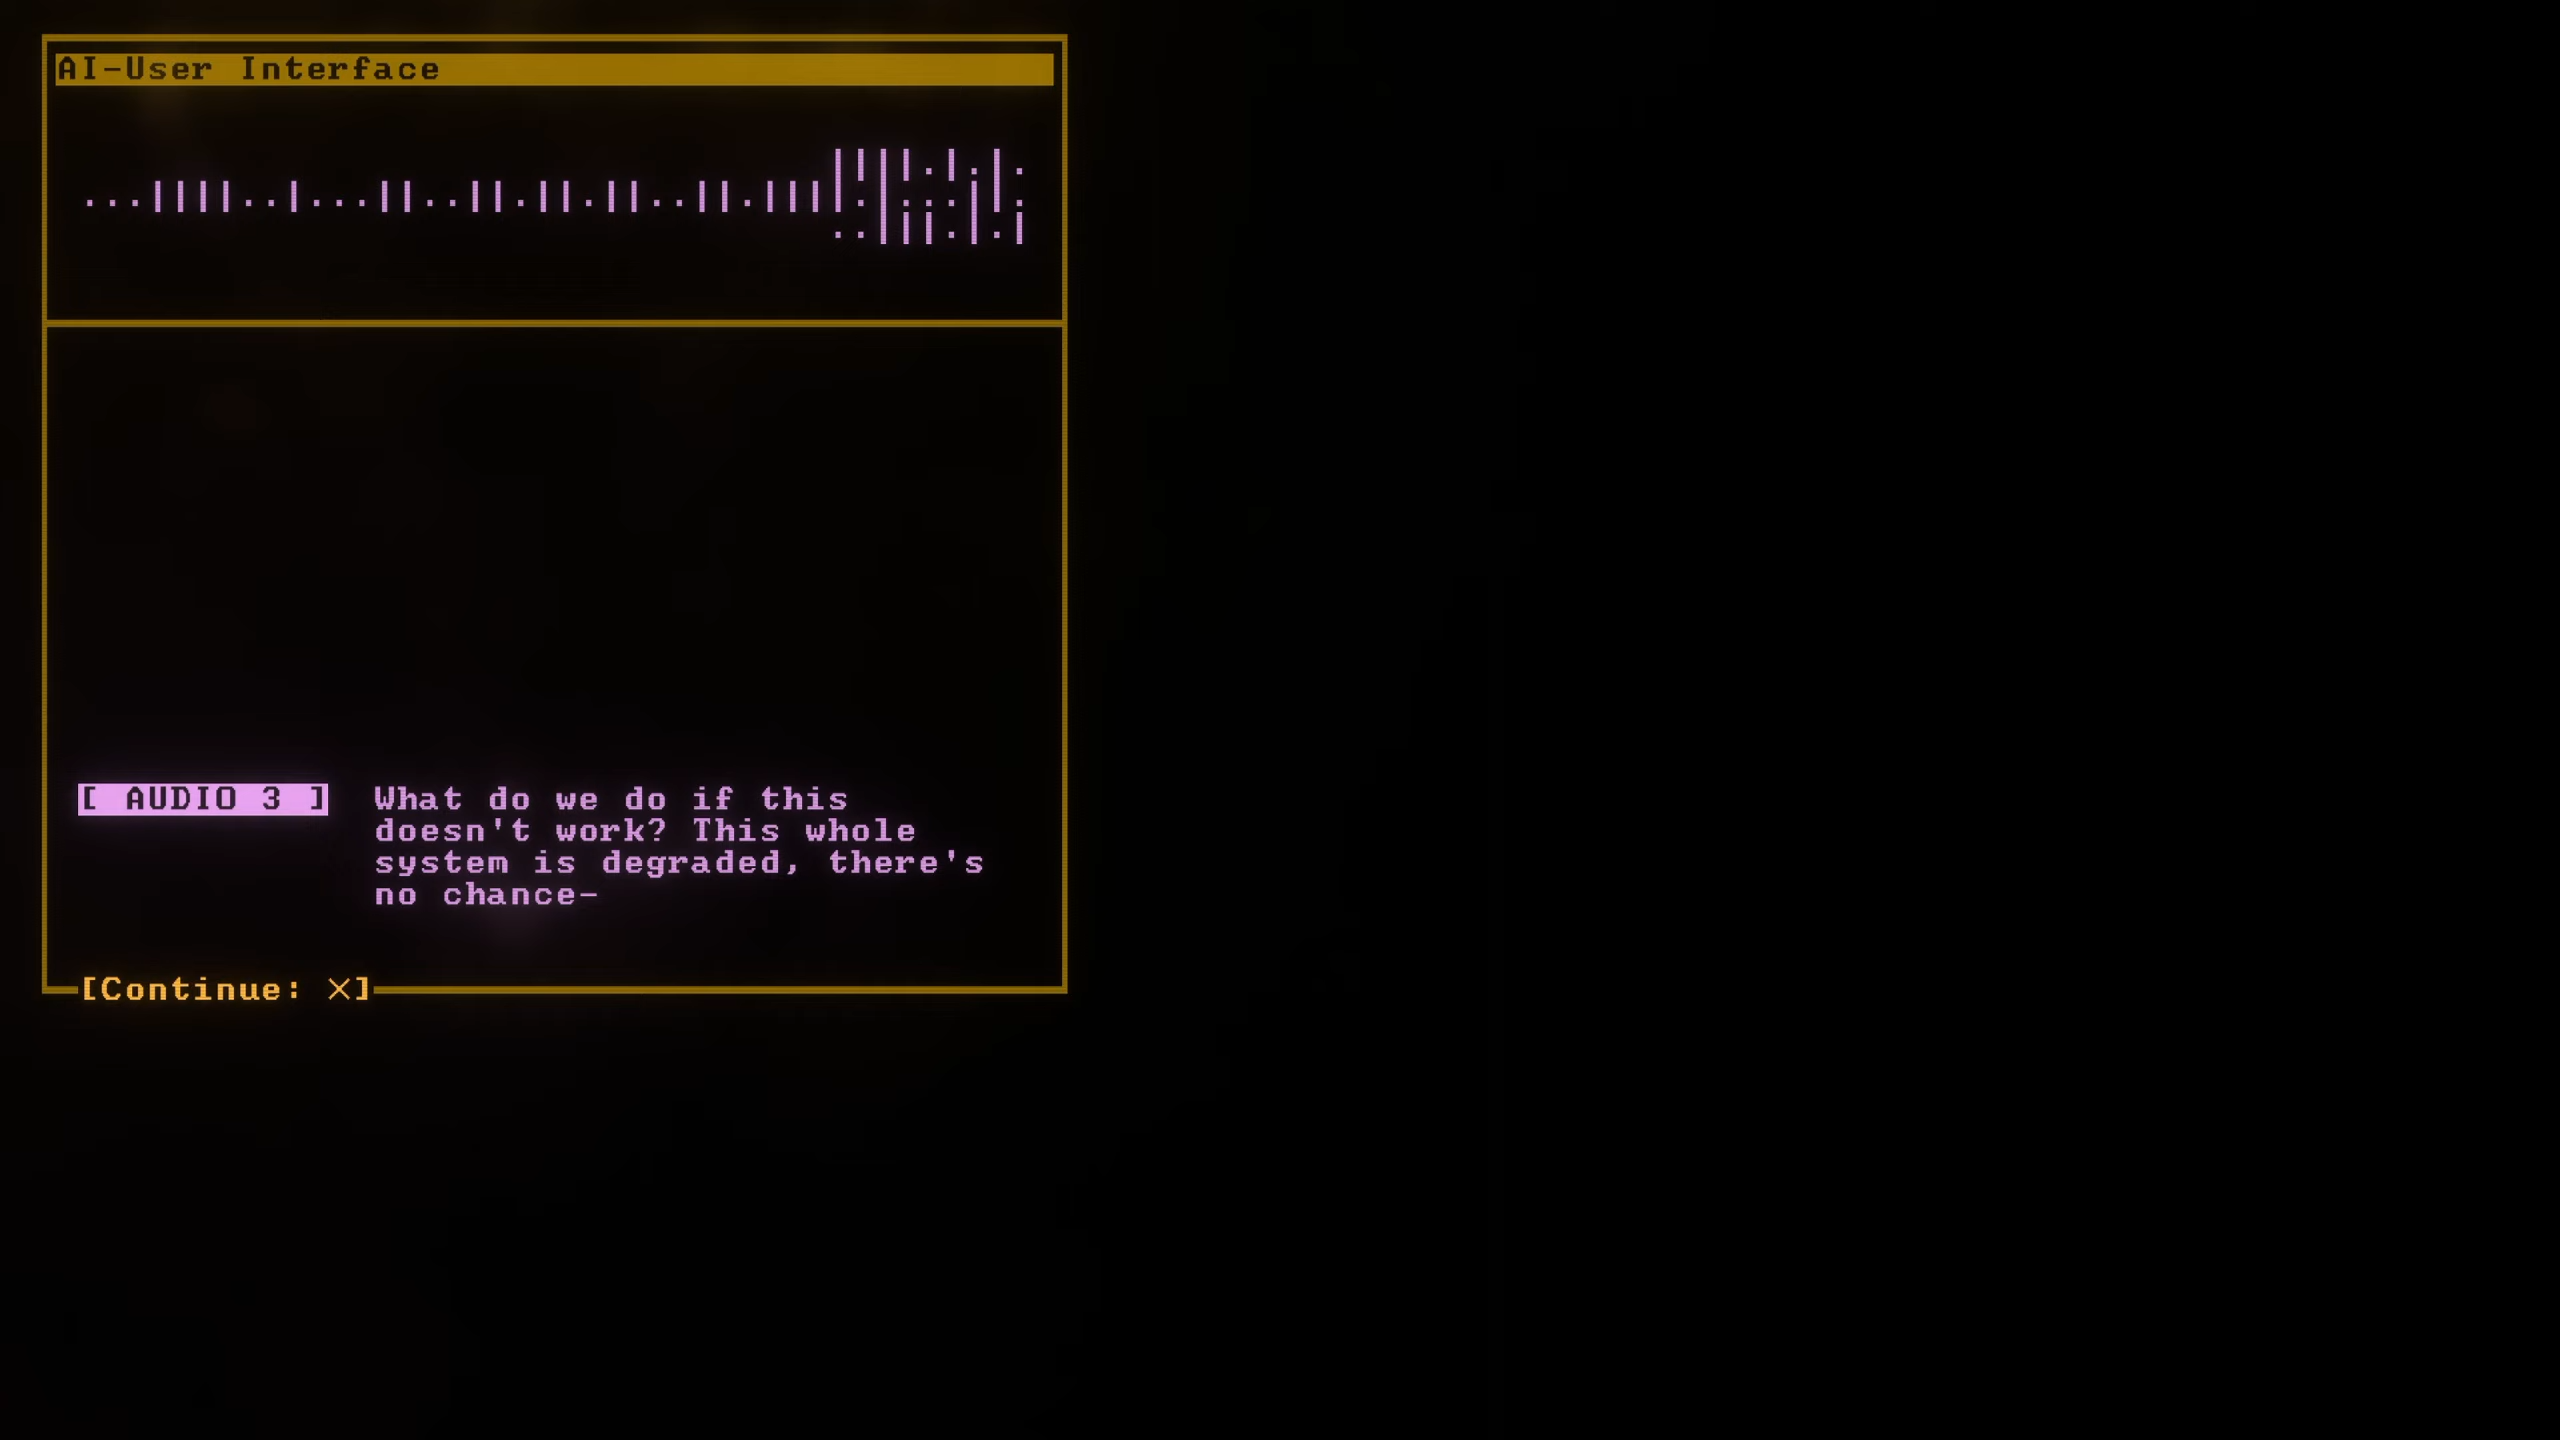 AI-User Interface
[ AUDIO 3 ]
What do we do if this
doesn't work? This whole
system is degraded, there's
no chance-
[Continue: ×]